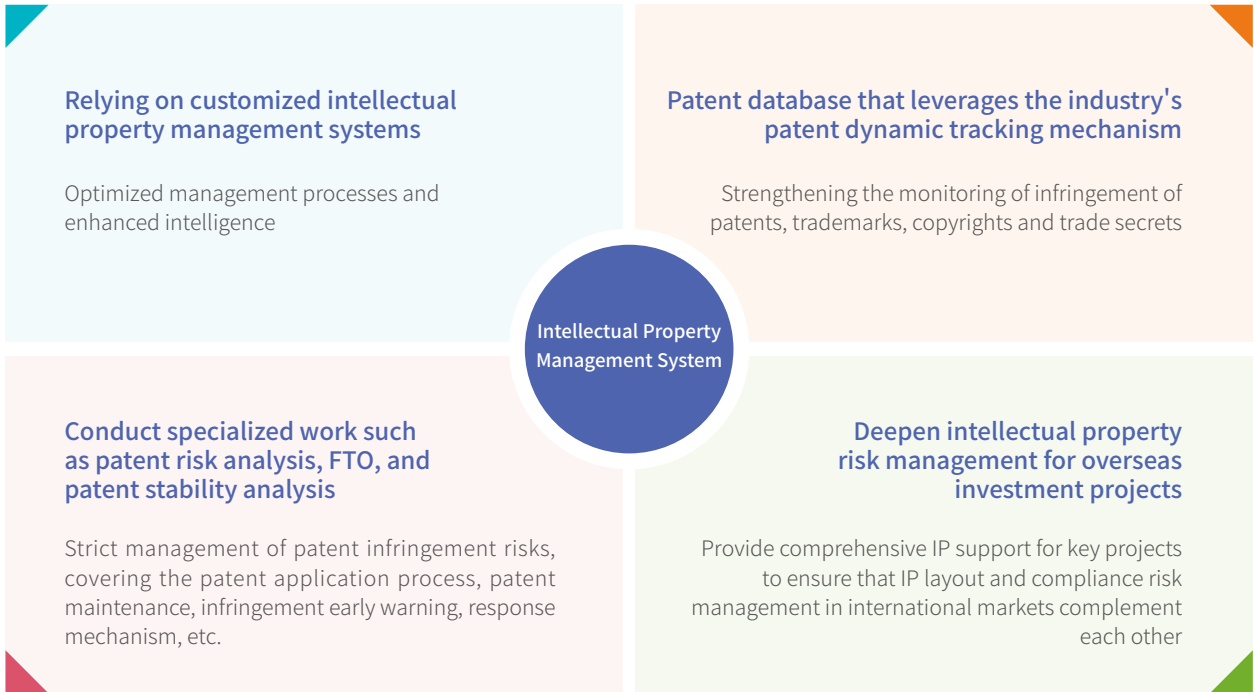 Relying on customized intellectual
property management systems
Optimized management processes and
enhanced intelligence
Patent database that leverages the industry's
patent dynamic tracking mechanism
Strengthening the monitoring of infringement of
patents, trademarks, copyrights and trade secrets
Intellectual Property
Management System
Conduct specialized work such
as patent risk analysis, FTO, and
patent stability analysis
Strict management of patent infringement risks,
covering the patent application process, patent
maintenance, infringement early warning, response
mechanism, etc.
Deepen intellectual property
risk management for overseas
investment projects
Provide comprehensive IP support for key projects
to ensure that IP layout and compliance risk
management in international markets complement
each other